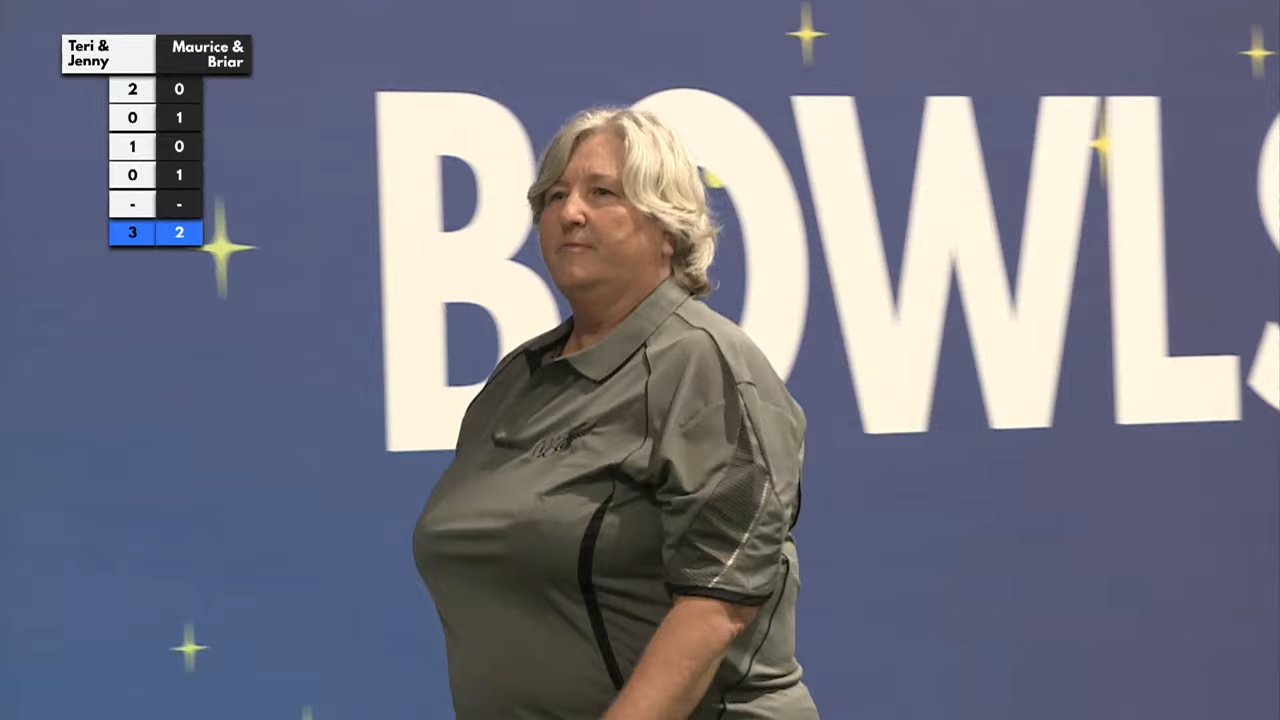 Teri &
Jenny
Maurice &
Briar
2 0
0 1
1 0
0 1
- -
3 2
BOWLS